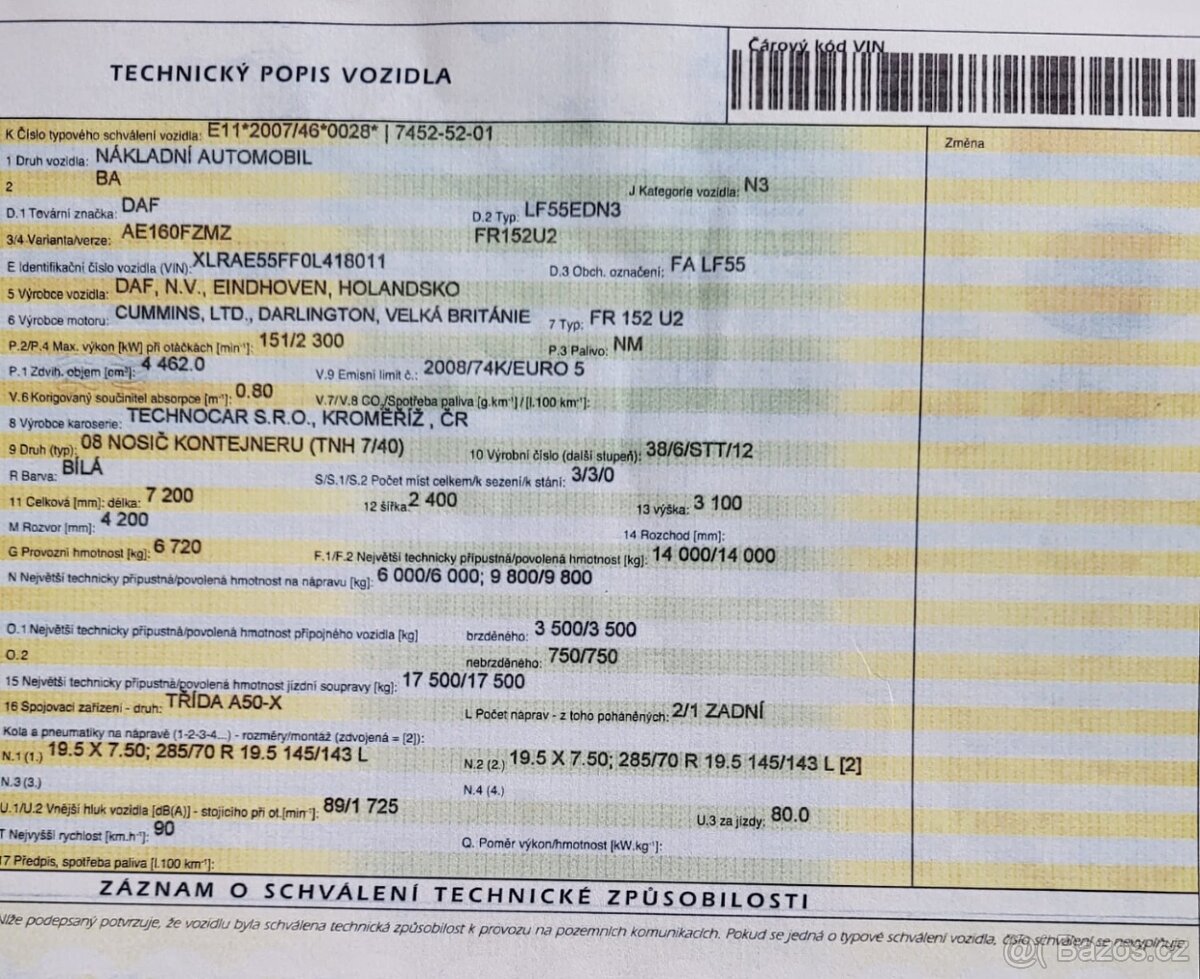 TECHNICKÝ POPIS VOZIDLA
Čárový kód VIN
K Číslo typového schválení vozidla: E11*2007/46*0028* | 7452-52-01
Změna
1 Druh vozidla: NÁKLADNÍ AUTOMOBIL
2 BA J Kategorie vozidla: N3
D.1 Tovární značka: DAF D.2 Typ: LF55EDN3
3/4 Varianta/verze: AE160FZMZ FR152U2
E Identifikační číslo vozidla (VIN): XLRAE55FF0L418011 D.3 Obch. označení: FA LF55
5 Výrobce vozidla: DAF, N.V., EINDHOVEN, HOLANDSKO
6 Výrobce motoru: CUMMINS, LTD., DARLINGTON, VELKÁ BRITÁNIE 7 Typ: FR 152 U2
P.2/P.4 Max. výkon [kW] při otáčkách [min⁻¹]: 151/2 300 P.3 Palivo: NM
P.1 Zdvih. objem [cm³]: 4 462.0 V.9 Emisní limit č.: 2008/74K/EURO 5
V.6 Korigovaný součinitel absorpce [m⁻¹]: 0.80 V.7/V.8 CO₂/Spotřeba paliva [g.km⁻¹] / [l.100 km⁻¹]:
8 Výrobce karoserie: TECHNOCAR S.R.O., KROMĚŘÍŽ , ČR
9 Druh (typ): 08 NOSIČ KONTEJNERU (TNH 7/40) 10 Výrobní číslo (další stupeň): 38/6/STT/12
R Barva: BÍLÁ S/S.1/S.2 Počet míst celkem/k sezení/k stání: 3/3/0
11 Celková [mm]: délka: 7 200 12 šířka: 2 400 13 výška: 3 100
M Rozvor [mm]: 4 200 14 Rozchod [mm]:
G Provozní hmotnost [kg]: 6 720 F.1/F.2 Největší technicky přípustná/povolená hmotnost [kg]: 14 000/14 000
N Největší technicky přípustná/povolená hmotnost na nápravu [kg]: 6 000/6 000; 9 800/9 800
O.1 Největší technicky přípustná/povolená hmotnost přípojného vozidla [kg] brzděného: 3 500/3 500
O.2 nebrzděného: 750/750
15 Největší technicky přípustná/povolená hmotnost jízdní soupravy [kg]: 17 500/17 500
16 Spojovací zařízení - druh: TŘÍDA A50-X L Počet náprav - z toho poháněných: 2/1 ZADNÍ
Kola a pneumatiky na nápravě (1-2-3-4...) - rozměry/montáž (zdvojená = [2]):
N.1 (1.) 19.5 X 7.50; 285/70 R 19.5 145/143 L N.2 (2.) 19.5 X 7.50; 285/70 R 19.5 145/143 L [2]
N.3 (3.) N.4 (4.)
U.1/U.2 Vnější hluk vozidla [dB(A)] - stojícího při ot.[min⁻¹]: 89/1 725 U.3 za jízdy: 80.0
T Nejvyšší rychlost [km.h⁻¹]: 90 Q. Poměr výkon/hmotnost [kW.kg⁻¹]:
17 Předpis, spotřeba paliva [l.100 km⁻¹]:
ZÁZNAM O SCHVÁLENÍ TECHNICKÉ ZPŮSOBILOSTI
Níže podepsaný potvrzuje, že vozidlu byla schválena technická způsobilost k provozu na pozemních komunikacích. Pokud se jedná o typové schválení vozidla, číslo schválení se nevyplňuje.
@( Bazos.cz